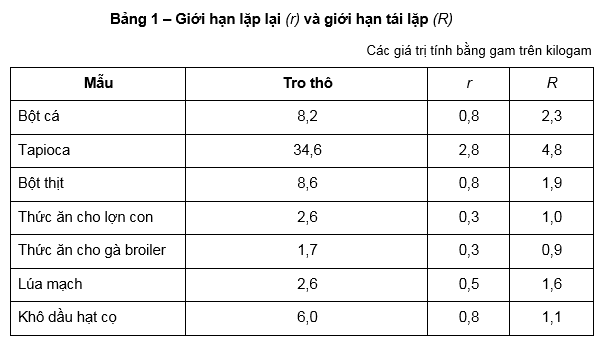 Bảng 1 – Giới hạn lặp lại (r) và giới hạn tái lặp (R)
Các giá trị tính bằng gam trên kilogam
Mẫu Tro thô r R
Bột cá 8,2 0,8 2,3
Tapioca 34,6 2,8 4,8
Bột thịt 8,6 0,8 1,9
Thức ăn cho lợn con 2,6 0,3 1,0
Thức ăn cho gà broiler 1,7 0,3 0,9
Lúa mạch 2,6 0,5 1,6
Khô dầu hạt cọ 6,0 0,8 1,1